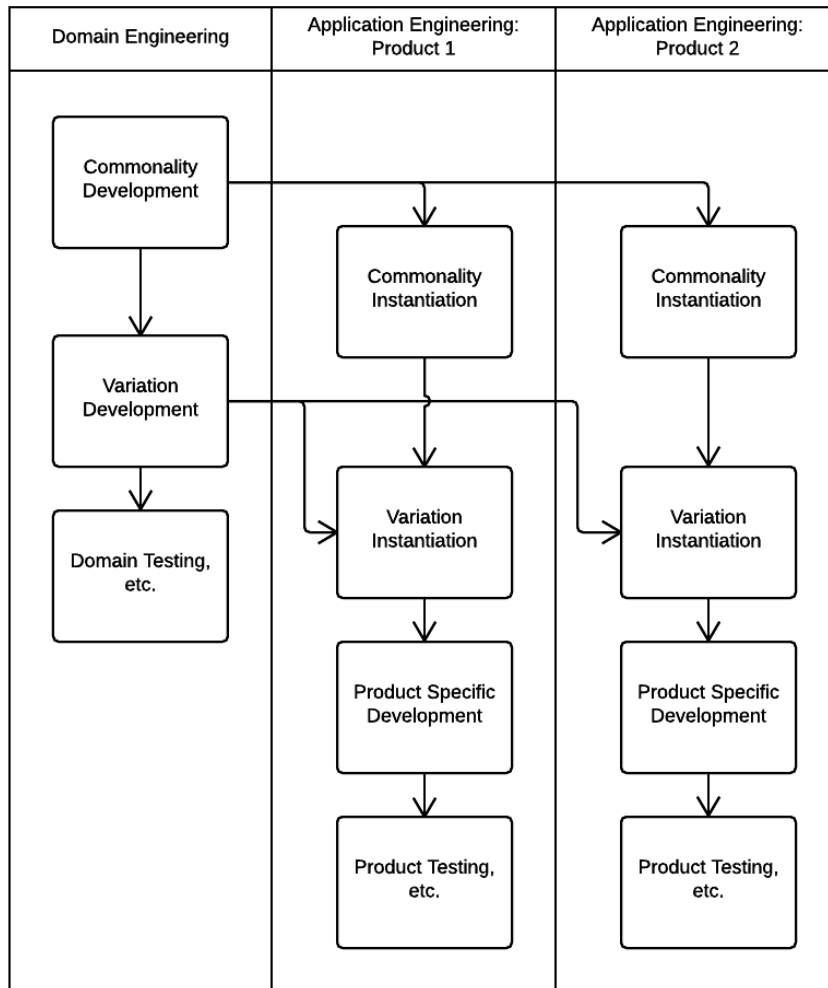 Domain Engineering
Application Engineering:
Product 1
Application Engineering:
Product 2
Commonality
Development
Variation
Development
Domain Testing,
etc.
Commonality
Instantiation
Variation
Instantiation
Product Specific
Development
Product Testing,
etc.
Commonality
Instantiation
Variation
Instantiation
Product Specific
Development
Product Testing,
etc.